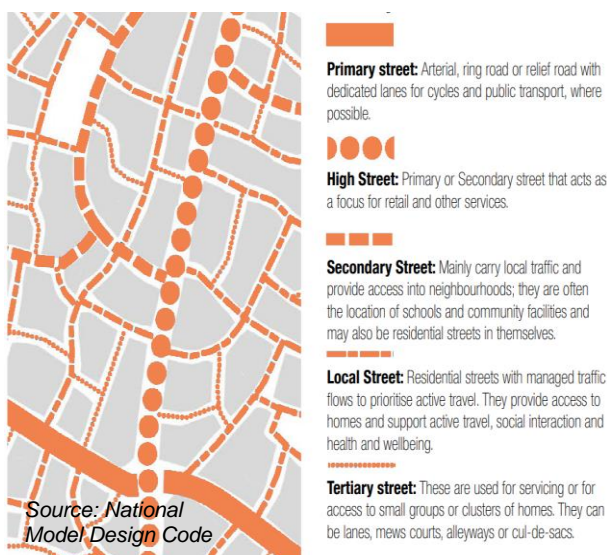 Primary street: Arterial, ring road or relief road with
dedicated lanes for cycles and public transport, where
possible.
High Street: Primary or Secondary street that acts as
a focus for retail and other services.
Secondary Street: Mainly carry local traffic and
provide access into neighbourhoods; they are often
the location of schools and community facilities and
may also be residential streets in themselves.
Local Street: Residential streets with managed traffic
flows to prioritise active travel. They provide access to
homes and support active travel, social interaction and
health and wellbeing.
Tertiary street: These are used for servicing or for
access to small groups or clusters of homes. They can
be lanes, mews courts, alleyways or cul-de-sacs.
Source: National
Model Design Code